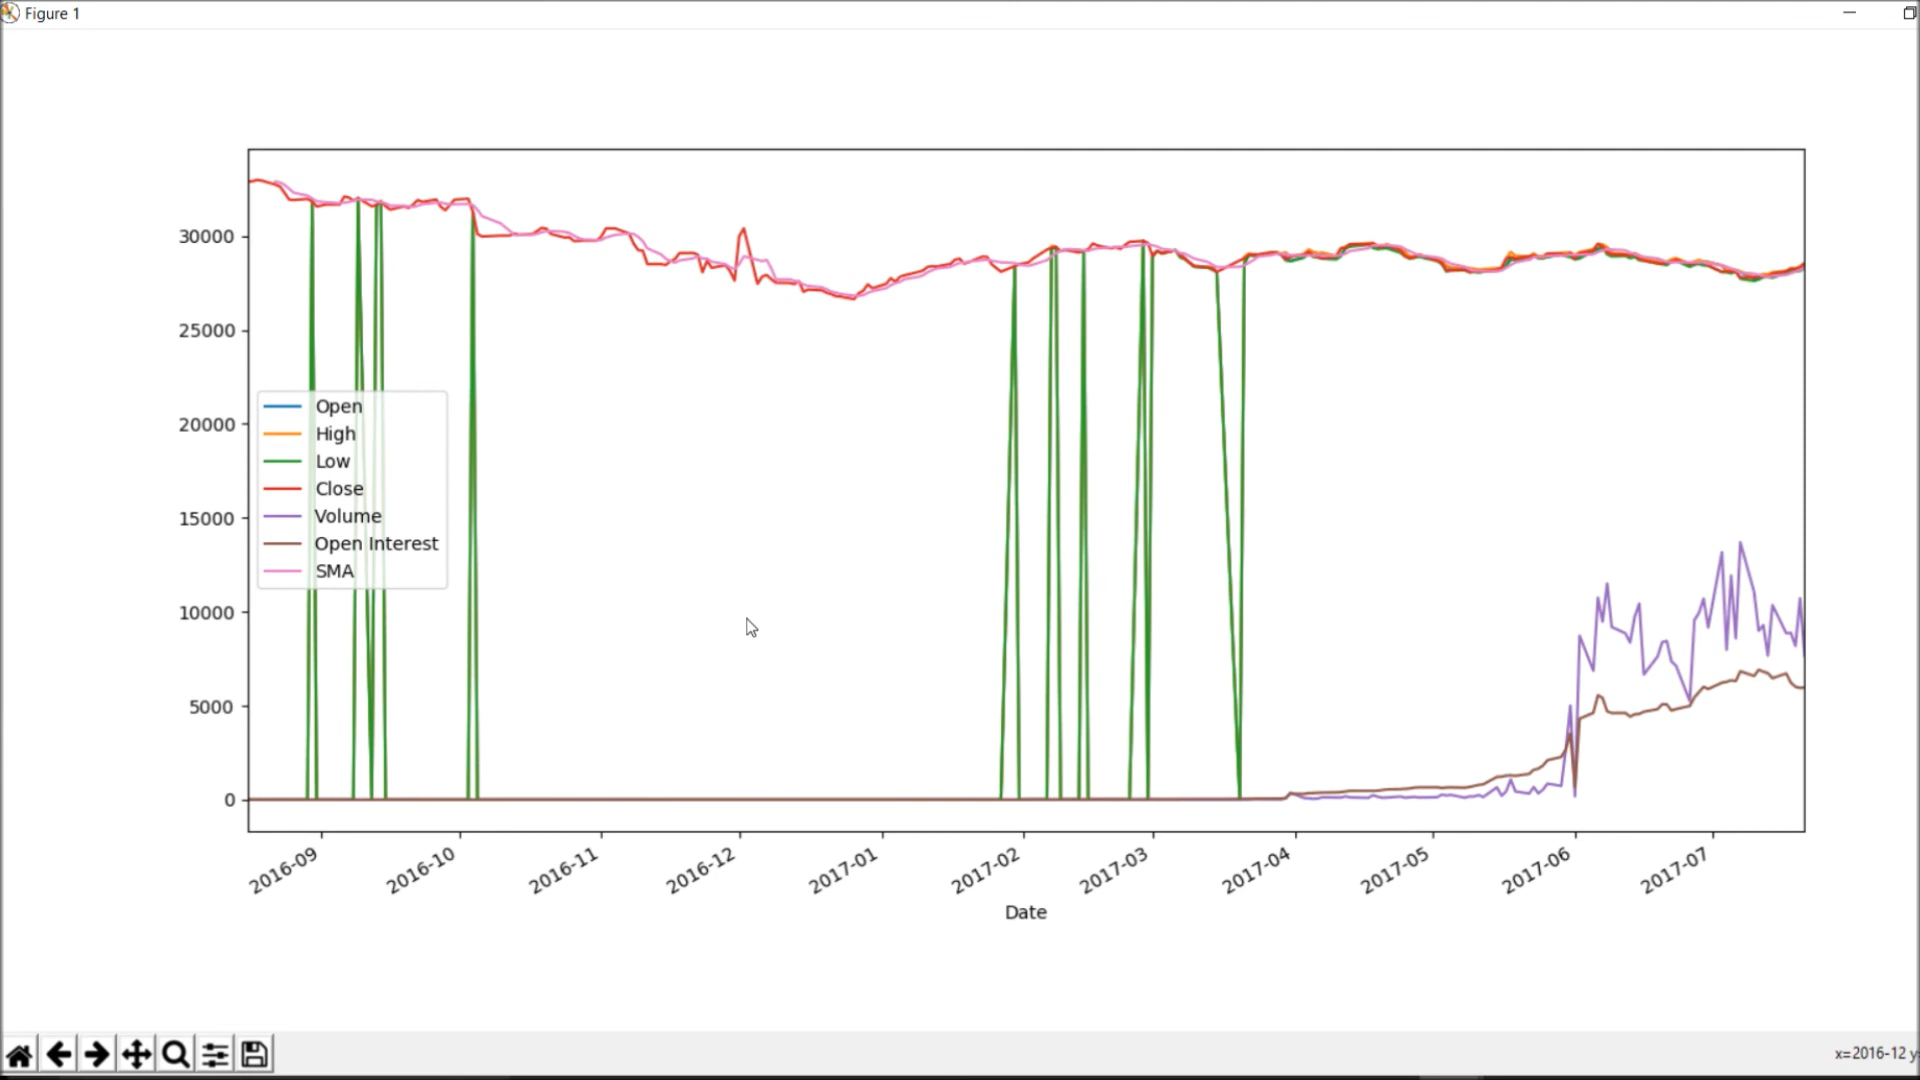 Figure 1
30000
25000
20000
15000
10000
5000
0
Open
High
Low
Close
Volume
Open Interest
SMA
2016-09
2016-10
2016-11
2016-12
2017-01
2017-02
2017-03
2017-04
2017-05
2017-06
2017-07
Date
x=2016-12 y